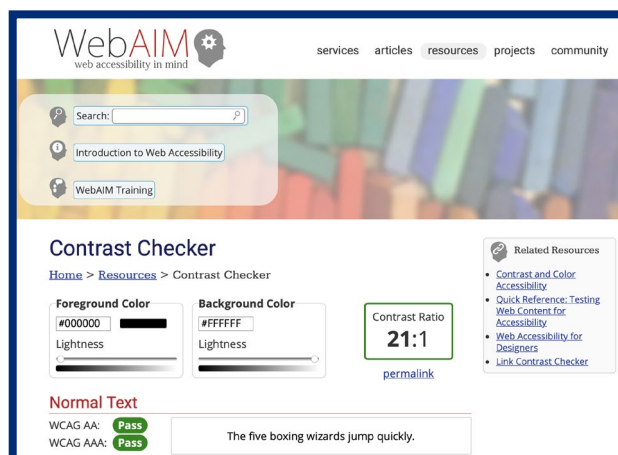 WebAIM
web accessibility in mind
services articles resources projects community
Search:
Introduction to Web Accessibility
WebAIM Training
Contrast Checker
Home > Resources > Contrast Checker
Foreground Color
#000000
Lightness
Background Color
#FFFFFF
Lightness
Contrast Ratio
21:1
permalink
Related Resources
Contrast and Color
Accessibility
Quick Reference: Testing
Web Content for
Accessibility
Web Accessibility for
Designers
Link Contrast Checker
Normal Text
WCAG AA: Pass
WCAG AAA: Pass
The five boxing wizards jump quickly.